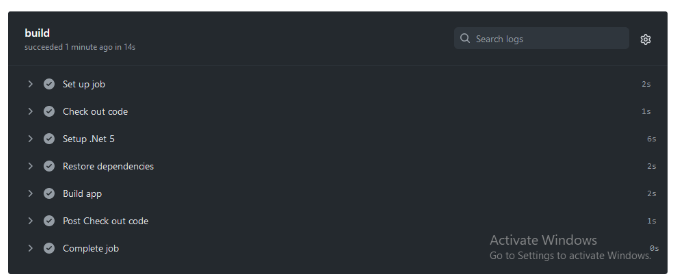 build
succeeded 1 minute ago in 14s
Search logs
Set up job 2s
Check out code 1s
Setup .Net 5 6s
Restore dependencies 2s
Build app 2s
Post Check out code 1s
Complete job 0s
Activate Windows
Go to Settings to activate Windows.